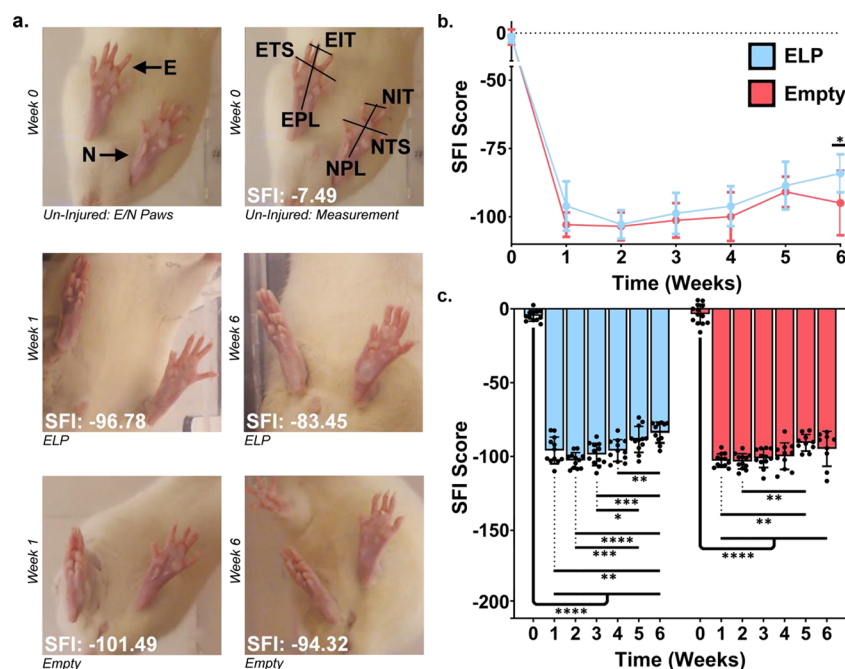 a.
Week 0
E
N
Un-Injured: E/N Paws
Week 0
EIT
ETS
NIT
EPL
NTS
NPL
SFI: -7.49
Un-Injured: Measurement
Week 1
SFI: -96.78
ELP
Week 6
SFI: -83.45
ELP
Week 1
SFI: -101.49
Empty
Week 6
SFI: -94.32
Empty
b.
SFI Score
0
-50
-75
-100
ELP
Empty
*
0 1 2 3 4 5 6
Time (Weeks)
c.
SFI Score
0
-50
-100
-150
-200
**
***
*
****
***
**
****
**
**
****
0 1 2 3 4 5 6
0 1 2 3 4 5 6
Time (Weeks)
Time (Weeks)